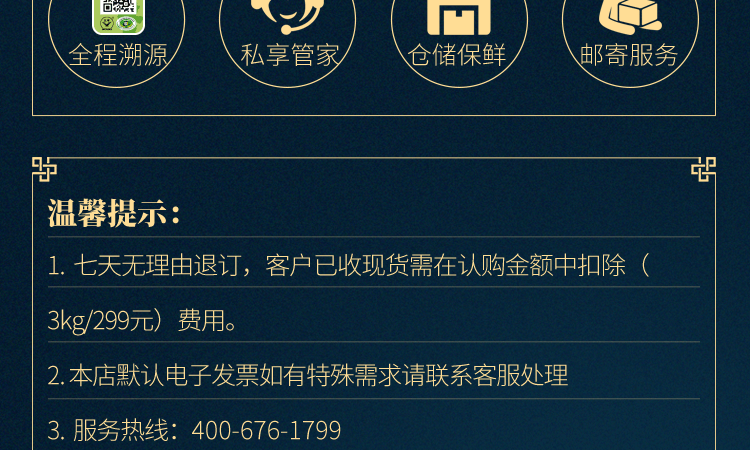 全程溯源 私享管家 仓储保鲜 邮寄服务
温馨提示：
1. 七天无理由退订，客户已收现货需在认购金额中扣除（
3kg/299元）费用。
2.本店默认电子发票如有特殊需求请联系客服处理
3. 服务热线：400-676-1799